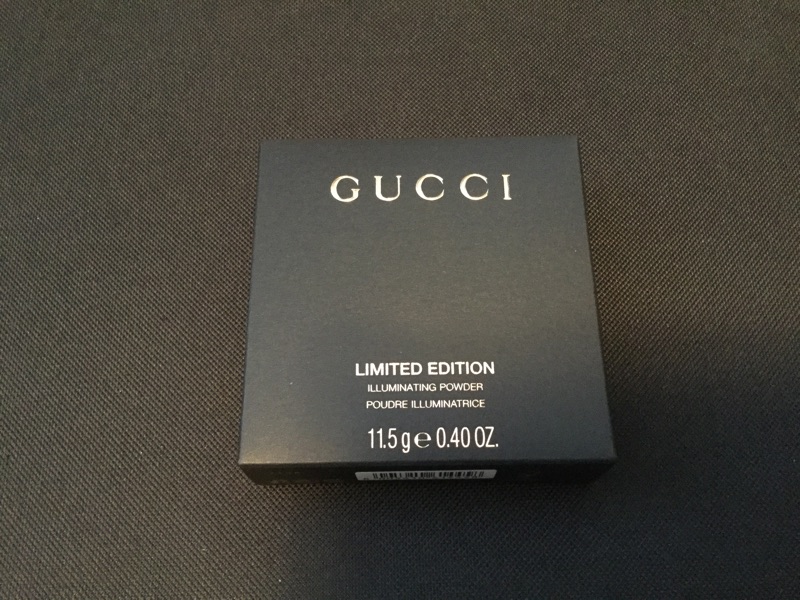 GUCCI
LIMITED EDITION
ILLUMINATING POWDER
POUDRE ILLUMINATRICE
11.5 g ℮ 0.40 OZ.